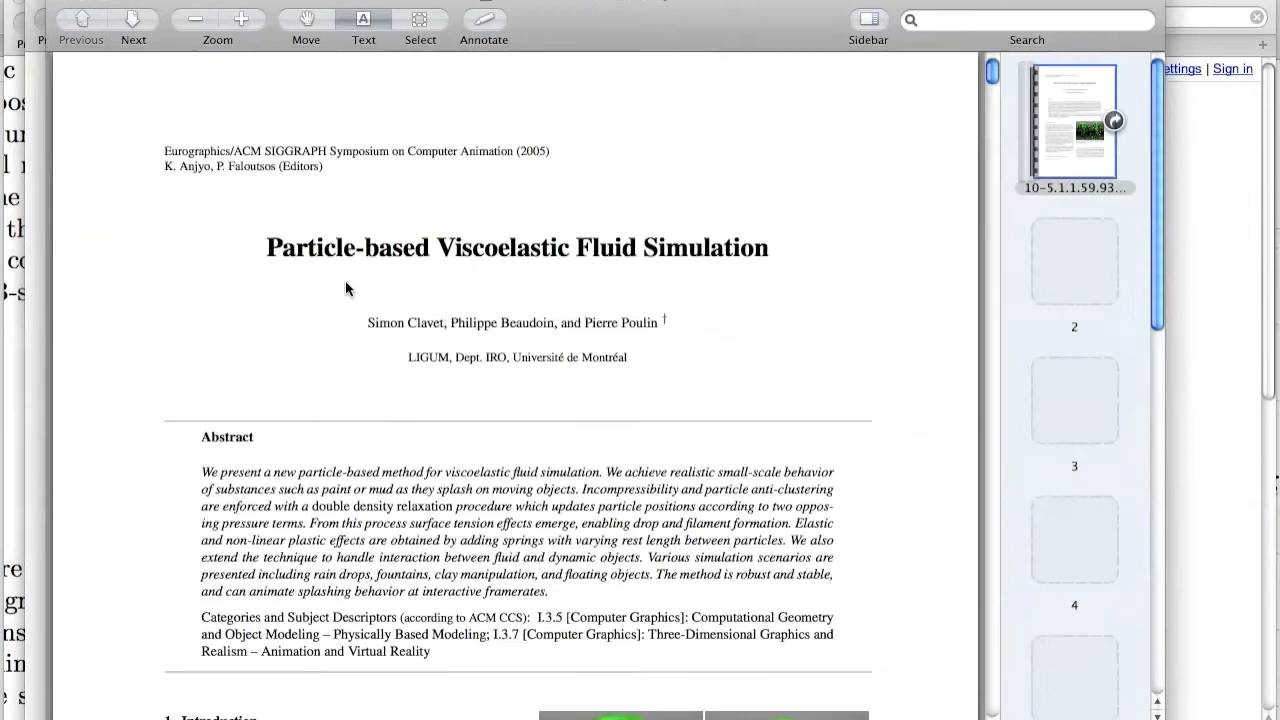 Previous
Next
Zoom
Move
Text
Select
Annotate
Sidebar
Search
ettings | Sign in
Eurographics/ACM SIGGRAPH Symposium on Computer Animation (2005)
K. Anjyo, P. Faloutsos (Editors)
Particle-based Viscoelastic Fluid Simulation
Simon Clavet, Philippe Beaudoin, and Pierre Poulin †
LIGUM, Dept. IRO, Université de Montréal
Abstract
We present a new particle-based method for viscoelastic fluid simulation. We achieve realistic small-scale behavior
of substances such as paint or mud as they splash on moving objects. Incompressibility and particle anti-clustering
are enforced with a double density relaxation procedure which updates particle positions according to two oppos-
ing pressure terms. From this process surface tension effects emerge, enabling drop and filament formation. Elastic
and non-linear plastic effects are obtained by adding springs with varying rest length between particles. We also
extend the technique to handle interaction between fluid and dynamic objects. Various simulation scenarios are
presented including rain drops, fountains, clay manipulation, and floating objects. The method is robust and stable,
and can animate splashing behavior at interactive framerates.
Categories and Subject Descriptors (according to ACM CCS): I.3.5 [Computer Graphics]: Computational Geometry
and Object Modeling – Physically Based Modeling; I.3.7 [Computer Graphics]: Three-Dimensional Graphics and
Realism – Animation and Virtual Reality
1. Introduction
10-5.1.1.59.93...
2
3
4